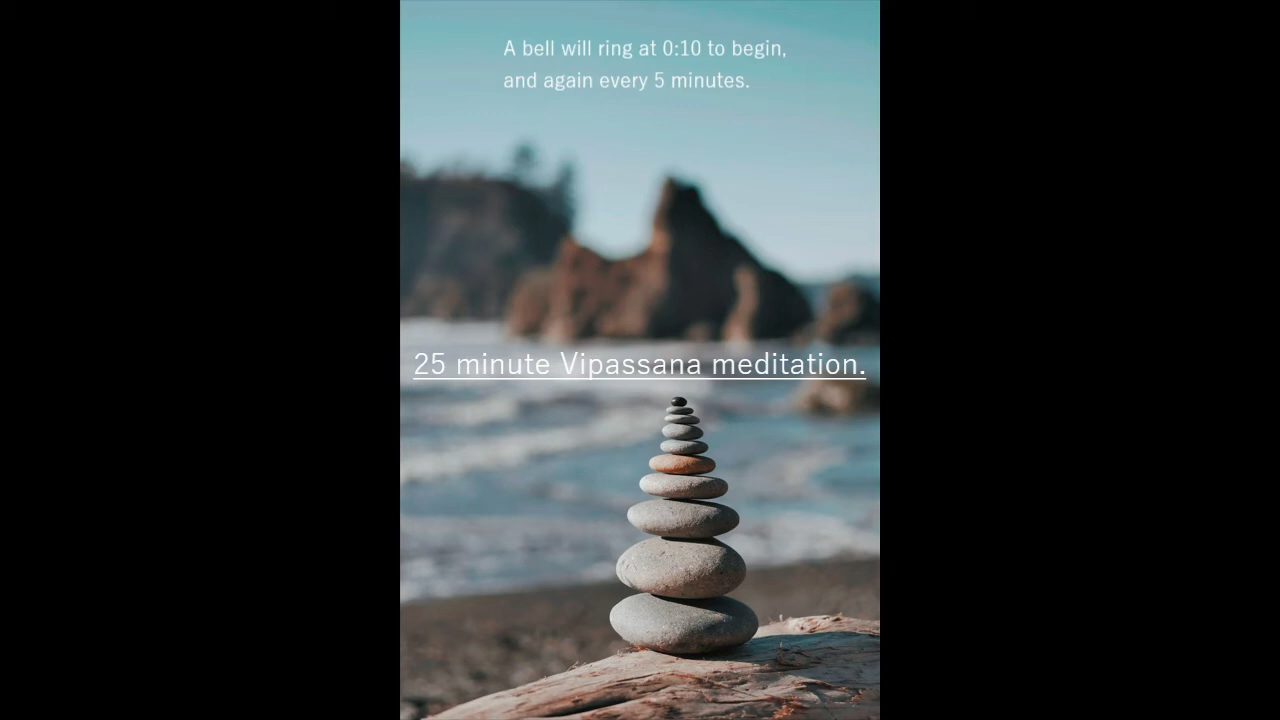 A bell will ring at 0:10 to begin,
and again every 5 minutes.
25 minute Vipassana meditation.